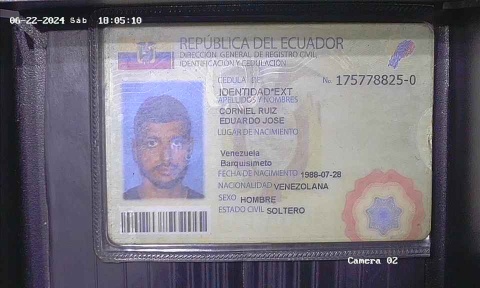 06-22-2024 Sáb 18:05:10
REPÚBLICA DEL ECUADOR
DIRECCIÓN GENERAL DE REGISTRO CIVIL,
IDENTIFICACIÓN Y CEDULACIÓN
CÉDULA DE
No. 175778825-0
IDENTIDAD*EXT
APELLIDOS Y NOMBRES
CORNIEL RUIZ
EDUARDO JOSE
LUGAR DE NACIMIENTO
Venezuela
Barquisimeto
FECHA DE NACIMIENTO 1988-07-28
NACIONALIDAD VENEZOLANA
SEXO HOMBRE
ESTADO CIVIL SOLTERO
Camera 02